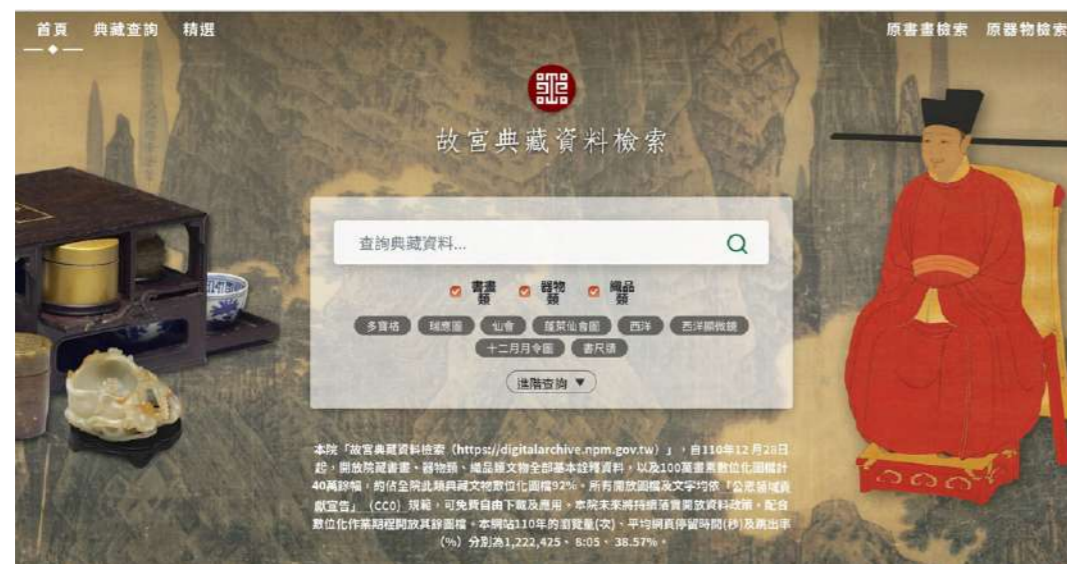 首頁 典藏查詢 精選
原書畫檢索 原器物檢索
故宮典藏資料檢索
查詢典藏資料...
書畫類 器物類 織品類
多寶格 瑞應圖 仙會 蓬萊仙會圖 西洋 西洋顯微鏡
十二月月令圖 書尺牘
進階查詢 ▼
本院「故宮典藏資料檢索(https://digitalarchive.npm.gov.tw)」,自110年12月28日
起,開放院藏書畫、器物類、織品類文物全部基本詮釋資料,以及100萬畫素數位化圖檔計
40萬餘幅,約佔全院此類典藏文物數位化圖檔92%。所有開放圖檔及文字均依「公眾領域貢
獻宣告」(CC0)規範,可免費自由下載及應用。本院未來將持續落實開放資料政策,配合
數位化作業期程開放其餘圖檔。本網站110年的瀏覽量(次)、平均網頁停留時間(秒)及跳出率
(%)分別為1,222,425、8:05、38.57%。